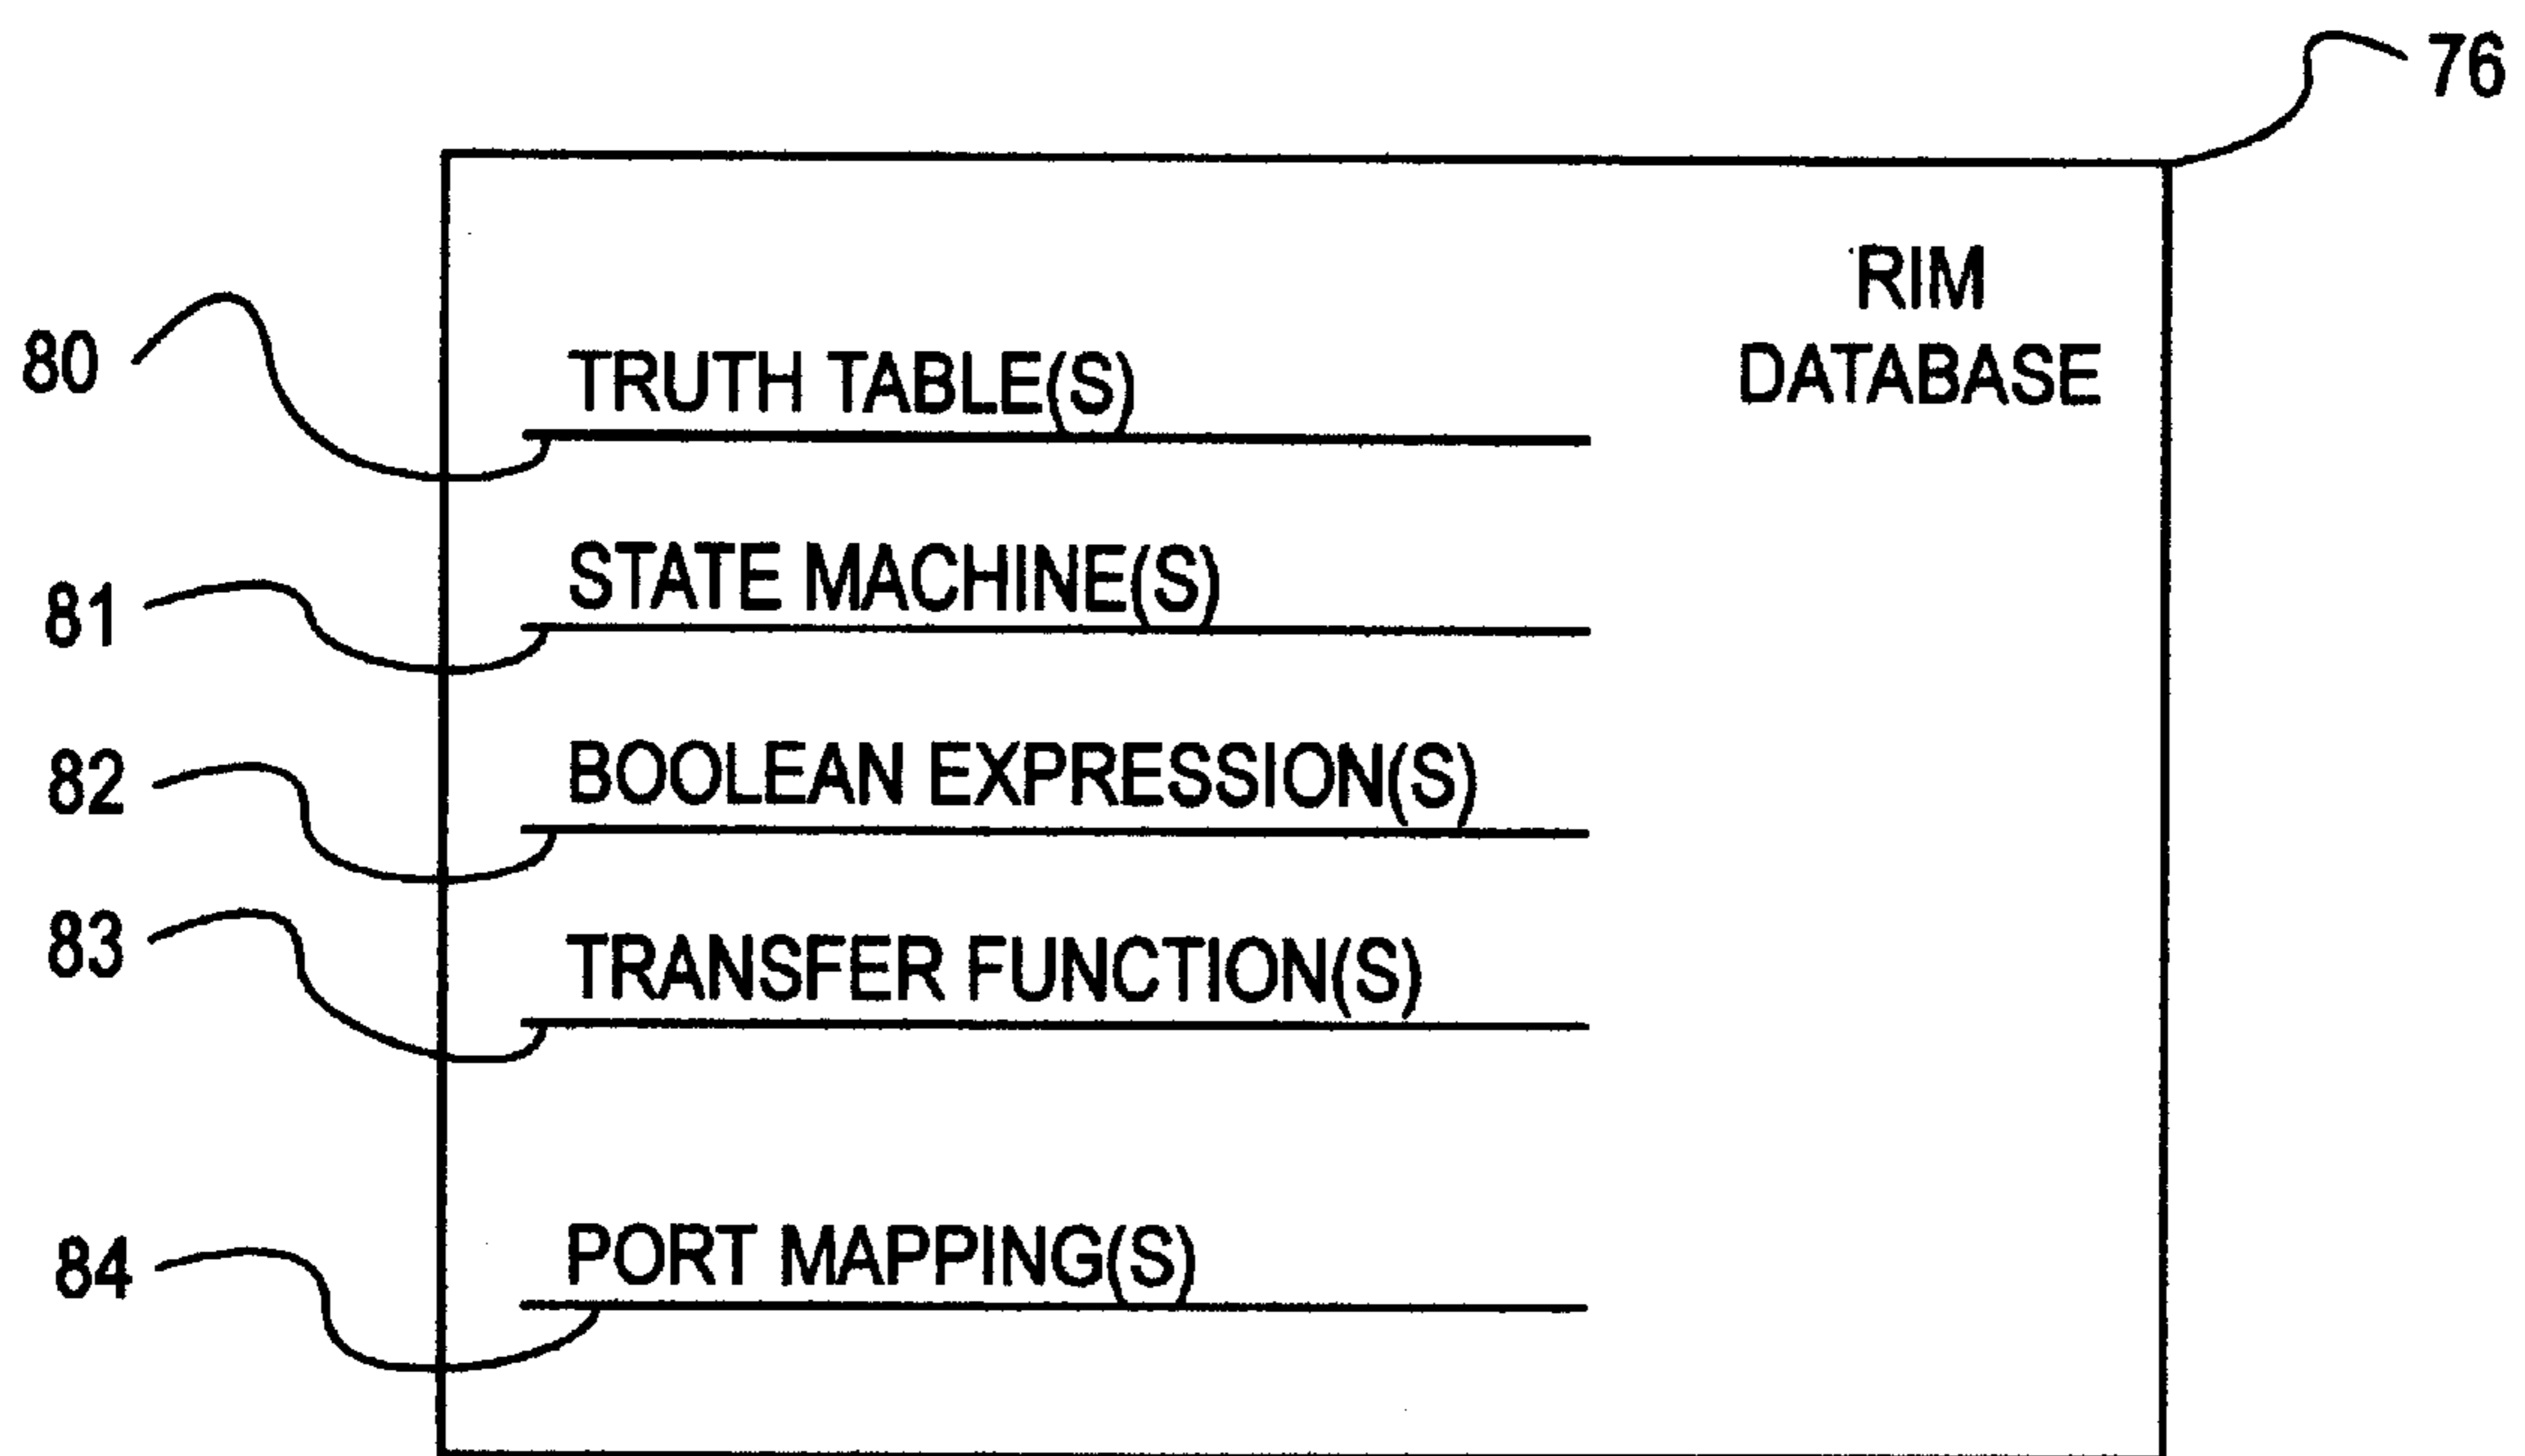 76
RIM
DATABASE
80
TRUTH TABLE(S)
81
STATE MACHINE(S)
82
BOOLEAN EXPRESSION(S)
83
TRANSFER FUNCTION(S)
84
PORT MAPPING(S)